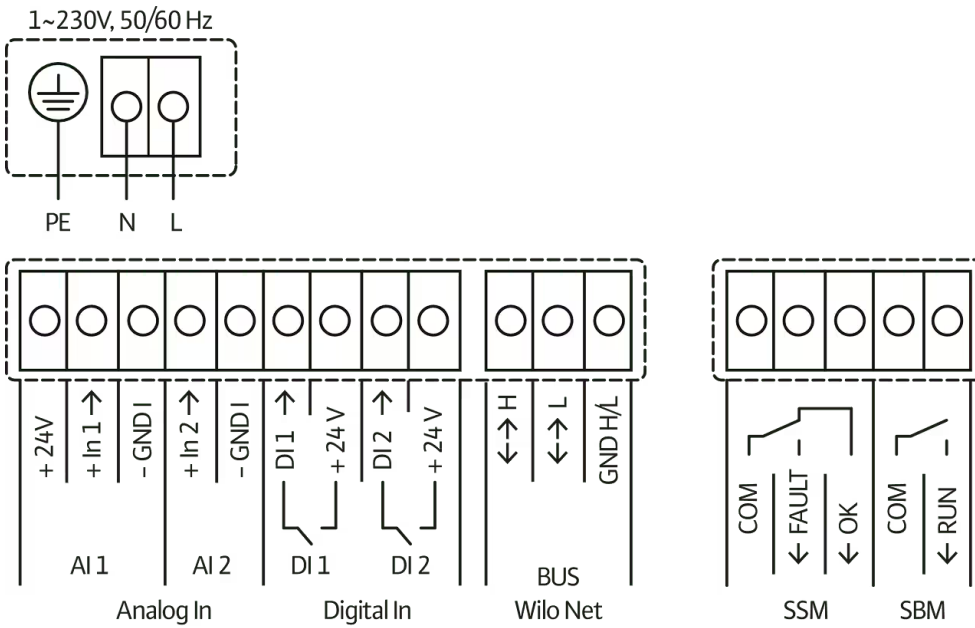 1~230V, 50/60 Hz
PE N L
+ 24V
+ In 1 →
- GND I
+ In 2 →
- GND I
DI 1 →
+ 24 V
DI 2 →
+ 24 V
↔ H
↔ L
GND H/L
COM
← FAULT
← OK
COM
← RUN
AI 1 AI 2 DI 1 DI 2 BUS
Analog In Digital In Wilo Net SSM SBM